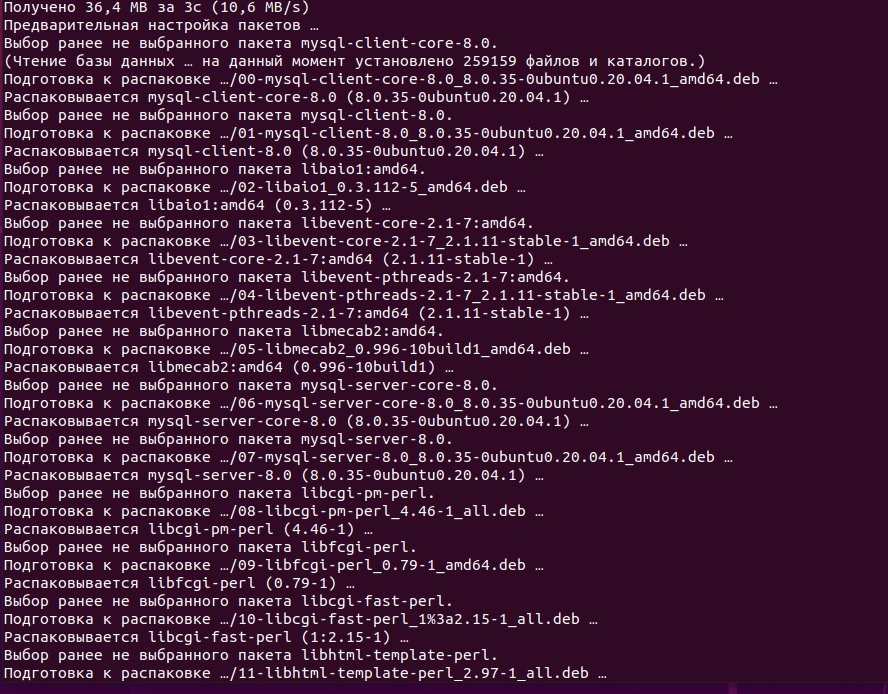 Получено 36,4 MB за 3с (10,6 MB/s)
Предварительная настройка пакетов …
Выбор ранее не выбранного пакета mysql-client-core-8.0.
(Чтение базы данных … на данный момент установлено 259159 файлов и каталогов.)
Подготовка к распаковке …/00-mysql-client-core-8.0_8.0.35-0ubuntu0.20.04.1_amd64.deb …
Распаковывается mysql-client-core-8.0 (8.0.35-0ubuntu0.20.04.1) …
Выбор ранее не выбранного пакета mysql-client-8.0.
Подготовка к распаковке …/01-mysql-client-8.0_8.0.35-0ubuntu0.20.04.1_amd64.deb …
Распаковывается mysql-client-8.0 (8.0.35-0ubuntu0.20.04.1) …
Выбор ранее не выбранного пакета libaio1:amd64.
Подготовка к распаковке …/02-libaio1_0.3.112-5_amd64.deb …
Распаковывается libaio1:amd64 (0.3.112-5) …
Выбор ранее не выбранного пакета libevent-core-2.1-7:amd64.
Подготовка к распаковке …/03-libevent-core-2.1-7_2.1.11-stable-1_amd64.deb …
Распаковывается libevent-core-2.1-7:amd64 (2.1.11-stable-1) …
Выбор ранее не выбранного пакета libevent-pthreads-2.1-7:amd64.
Подготовка к распаковке …/04-libevent-pthreads-2.1-7_2.1.11-stable-1_amd64.deb …
Распаковывается libevent-pthreads-2.1-7:amd64 (2.1.11-stable-1) …
Выбор ранее не выбранного пакета libmecab2:amd64.
Подготовка к распаковке …/05-libmecab2_0.996-10build1_amd64.deb …
Распаковывается libmecab2:amd64 (0.996-10build1) …
Выбор ранее не выбранного пакета mysql-server-core-8.0.
Подготовка к распаковке …/06-mysql-server-core-8.0_8.0.35-0ubuntu0.20.04.1_amd64.deb …
Распаковывается mysql-server-core-8.0 (8.0.35-0ubuntu0.20.04.1) …
Выбор ранее не выбранного пакета mysql-server-8.0.
Подготовка к распаковке …/07-mysql-server-8.0_8.0.35-0ubuntu0.20.04.1_amd64.deb …
Распаковывается mysql-server-8.0 (8.0.35-0ubuntu0.20.04.1) …
Выбор ранее не выбранного пакета libcgi-pm-perl.
Подготовка к распаковке …/08-libcgi-pm-perl_4.46-1_all.deb …
Распаковывается libcgi-pm-perl (4.46-1) …
Выбор ранее не выбранного пакета libfcgi-perl.
Подготовка к распаковке …/09-libfcgi-perl_0.79-1_amd64.deb …
Распаковывается libfcgi-perl (0.79-1) …
Выбор ранее не выбранного пакета libcgi-fast-perl.
Подготовка к распаковке …/10-libcgi-fast-perl_1%3a2.15-1_all.deb …
Распаковывается libcgi-fast-perl (1:2.15-1) …
Выбор ранее не выбранного пакета libhtml-template-perl.
Подготовка к распаковке …/11-libhtml-template-perl_2.97-1_all.deb …